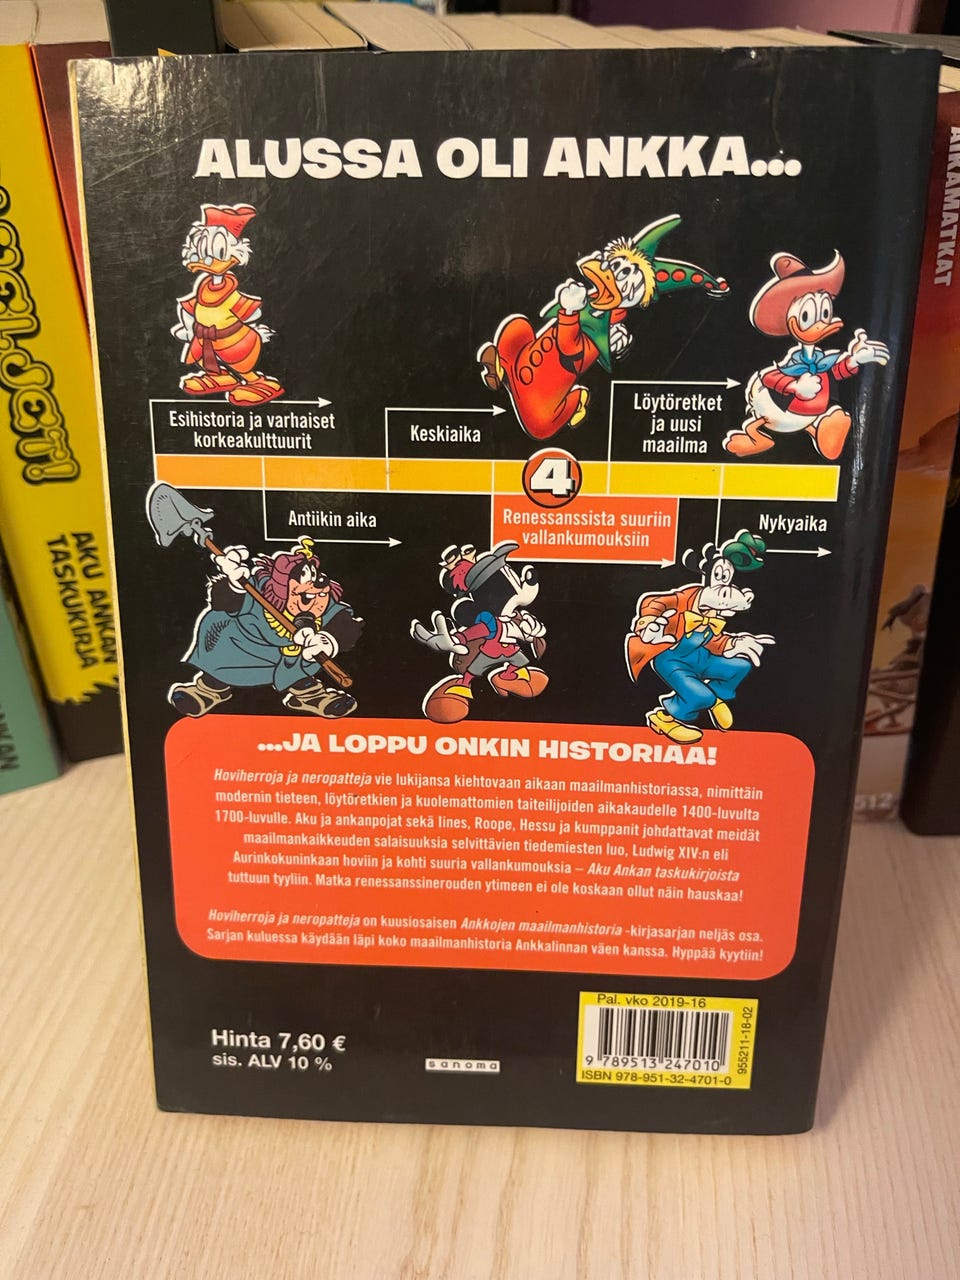 ALUSSA OLI ANKKA...
Esihistoria ja varhaiset
korkeakulttuurit
Keskiaika
Löytöretket
ja uusi
maailma
4
Antiikin aika
Renessanssista suuriin
vallankumouksiin
Nykyaika
...JA LOPPU ONKIN HISTORIAA!
Hoviherroja ja neropatteja vie lukijansa kiehtovaan aikaan maailmanhistoriassa, nimittäin
modernin tieteen, löytöretkien ja kuolemattomien taiteilijoiden aikakaudelle 1400-luvulta
1700-luvulle. Aku ja ankanpojat sekä Iines, Roope, Hessu ja kumppanit johdattavat meidät
maailmankaikkeuden salaisuuksia selvittävien tiedemiesten luo, Ludwig XIV:n eli
Aurinkokuninkaan hoviin ja kohti suuria vallankumouksia – Aku Ankan taskukirjoista
tuttuun tyyliin. Matka renessanssinerouden ytimeen ei ole koskaan ollut näin hauskaa!
Hoviherroja ja neropatteja on kuusiosaisen Ankkojen maailmanhistoria -kirjasarjan neljäs osa.
Sarjan kuluessa käydään läpi koko maailmanhistoria Ankkalinnan väen kanssa. Hyppää kyytiin!
Hinta 7,60 €
sis. ALV 10 %
sanoma
Pal. vko 2019-16
9 789513 247010
ISBN 978-951-32-4701-0
955211-18-02
AKU ANKAN
TASKUKIRJA
AIKAMATKAT
512